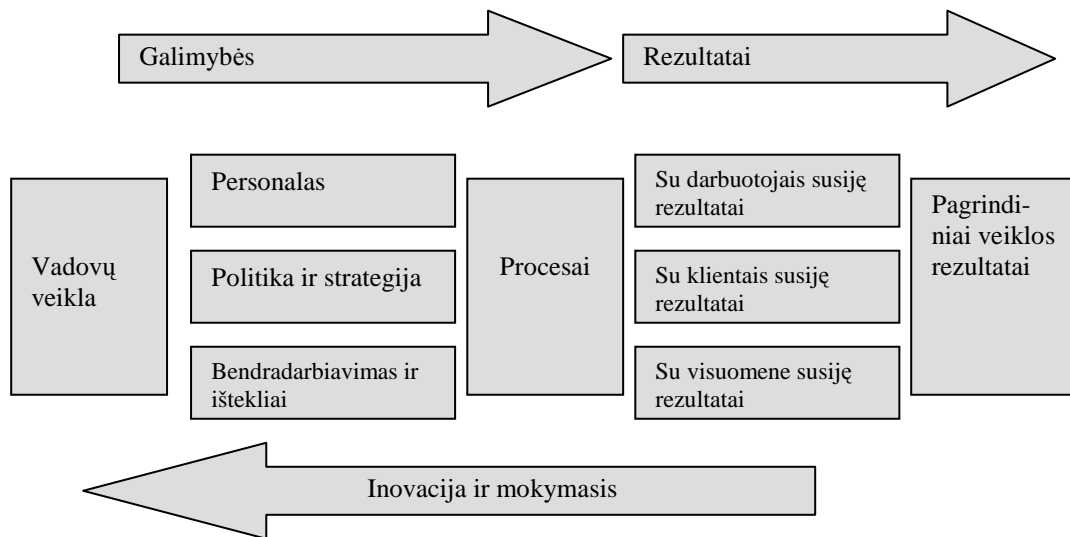 Galimybės
Rezultatai
Vadovų
veikla
Personalas
Politika ir strategija
Bendradarbiavimas ir
ištekliai
Procesai
Su darbuotojais susiję
rezultatai
Su klientais susiję
rezultatai
Su visuomene susiję
rezultatai
Pagrindi-
niai veiklos
rezultatai
Inovacija ir mokymasis